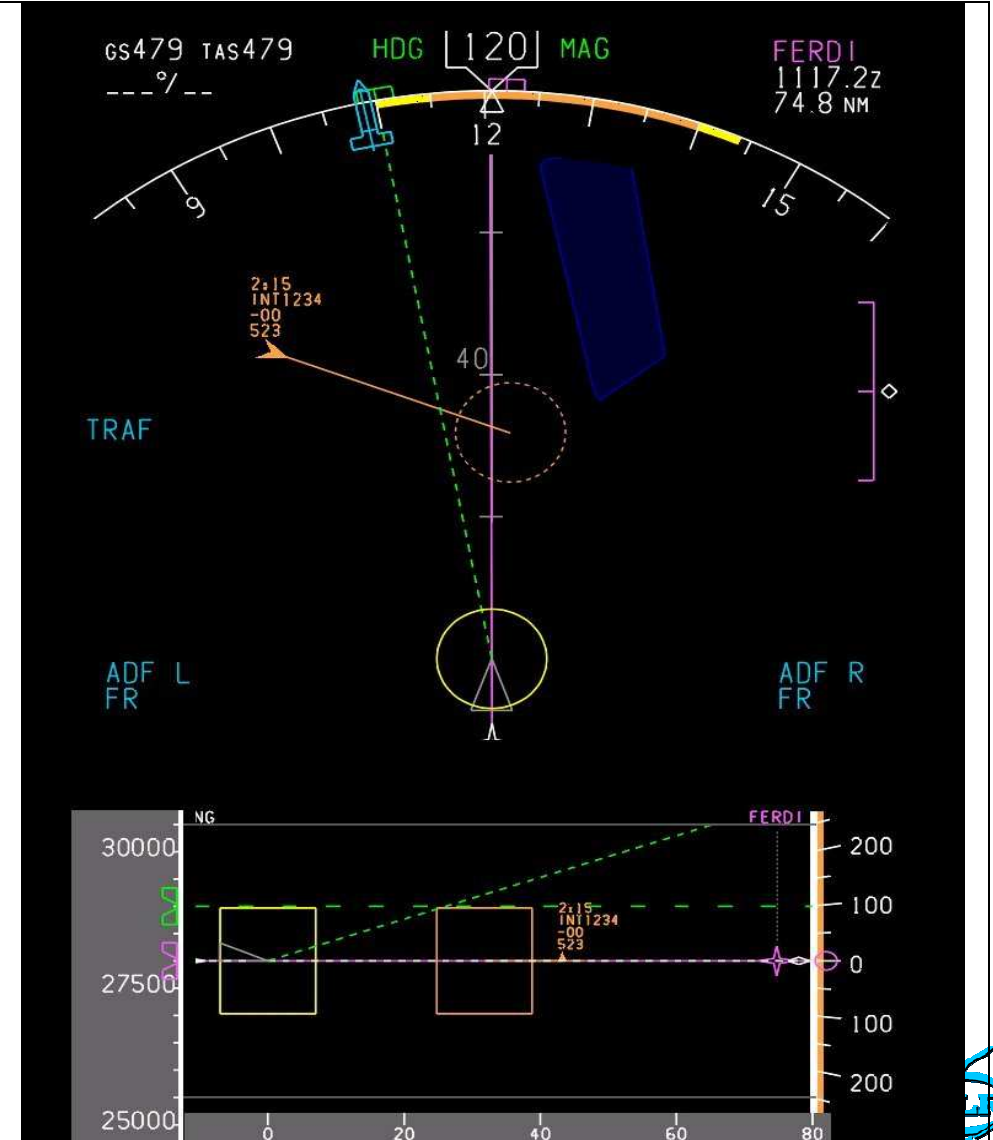 GS479 TAS479
HDG 120 MAG
FERDI
---°/--
1117.2z
74.8 NM
12
9
15
2:15
INT1234
-00
523
40
TRAF
ADF L
FR
ADF R
FR
NG
FERDI
30000
27500
25000
2:15
INT1234
-00
523
200
100
0
100
200
0
20
40
60
80